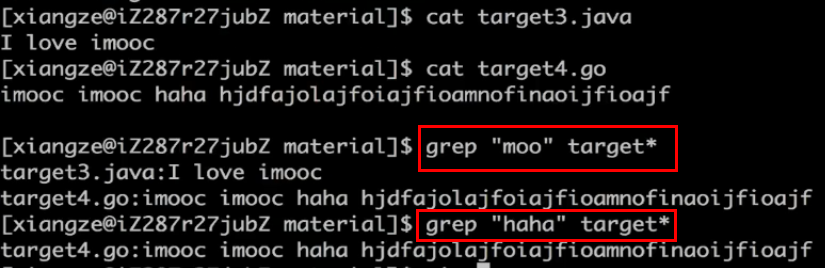 [xiangze@iZ287r27jubZ material]$ cat target3.java
I love imooc
[xiangze@iZ287r27jubZ material]$ cat target4.go
imooc imooc haha hjdfajolajfoiajfioamnofinaoijfioajf
[xiangze@iZ287r27jubZ material]$ grep "moo" target*
target3.java:I love imooc
target4.go:imooc imooc haha hjdfajolajfoiajfioamnofinaoijfioajf
[xiangze@iZ287r27jubZ material]$ grep "haha" target*
target4.go:imooc imooc haha hjdfajolajfoiajfioamnofinaoijfioajf